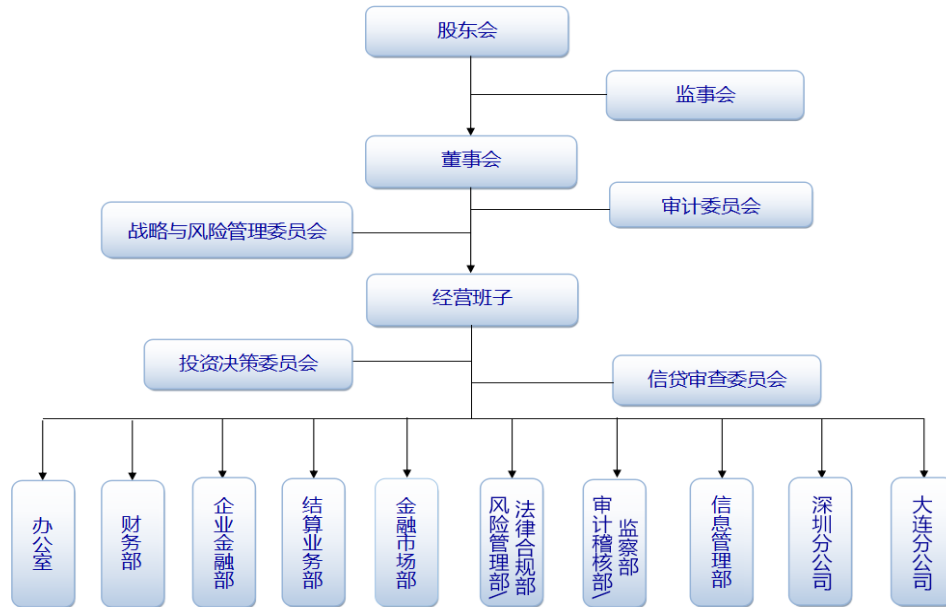 股东会
监事会
董事会
审计委员会
战略与风险管理委员会
经营班子
投资决策委员会
信贷审查委员会
办公室
财务部
企业金融部
结算业务部
金融市场部
风险管理部\
法律合规部
审计稽核部\
监察部
信息管理部
深圳分公司
大连分公司